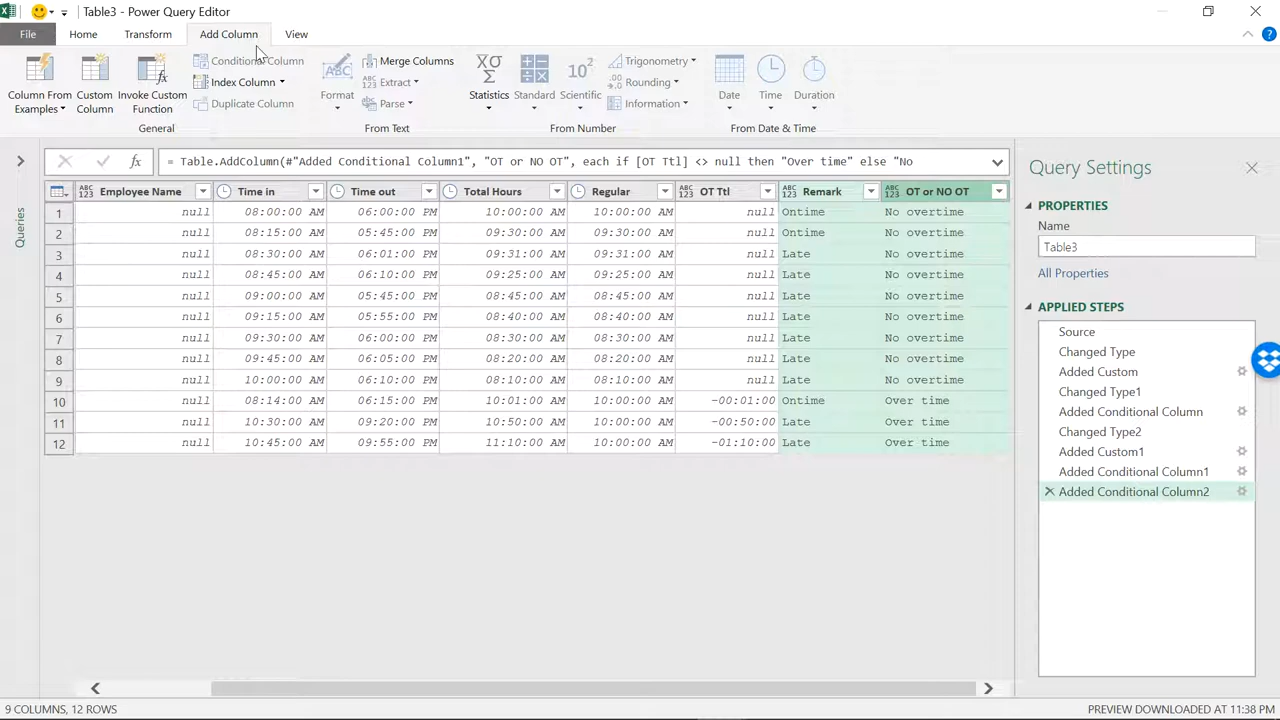 Table3 - Power Query Editor
File Home Transform Add Column View
Column From Examples
Custom Column
Invoke Custom Function
Conditional Column
Index Column
Duplicate Column
General
Format
Merge Columns
Extract
Parse
From Text
Statistics
Standard
Scientific
Trigonometry
Rounding
Information
From Number
Date
Time
Duration
From Date & Time
= Table.AddColumn(#"Added Conditional Column1", "OT or NO OT", each if [OT Ttl] <> null then "Over time" else "No
Employee Name Time in Time out Total Hours Regular OT Ttl Remark OT or NO OT
1 null 08:00:00 AM 06:00:00 PM 10:00:00 AM 10:00:00 AM null Ontime No overtime
2 null 08:15:00 AM 05:45:00 PM 09:30:00 AM 09:30:00 AM null Ontime No overtime
3 null 08:30:00 AM 06:01:00 PM 09:31:00 AM 09:31:00 AM null Late No overtime
4 null 08:45:00 AM 06:10:00 PM 09:25:00 AM 09:25:00 AM null Late No overtime
5 null 09:00:00 AM 05:45:00 PM 08:45:00 AM 08:45:00 AM null Late No overtime
6 null 09:15:00 AM 05:55:00 PM 08:40:00 AM 08:40:00 AM null Late No overtime
7 null 09:30:00 AM 06:00:00 PM 08:30:00 AM 08:30:00 AM null Late No overtime
8 null 09:45:00 AM 06:05:00 PM 08:20:00 AM 08:20:00 AM null Late No overtime
9 null 10:00:00 AM 06:10:00 PM 08:10:00 AM 08:10:00 AM null Late No overtime
10 null 08:14:00 AM 06:15:00 PM 10:01:00 AM 10:00:00 AM -00:01:00 Ontime Over time
11 null 10:30:00 AM 09:20:00 PM 10:50:00 AM 10:00:00 AM -00:50:00 Late Over time
12 null 10:45:00 AM 09:55:00 PM 11:10:00 AM 10:00:00 AM -01:10:00 Late Over time
Queries
Query Settings
PROPERTIES
Name
Table3
All Properties
APPLIED STEPS
Source
Changed Type
Added Custom
Changed Type1
Added Conditional Column
Changed Type2
Added Custom1
Added Conditional Column1
Added Conditional Column2
9 COLUMNS, 12 ROWS
PREVIEW DOWNLOADED AT 11:38 PM